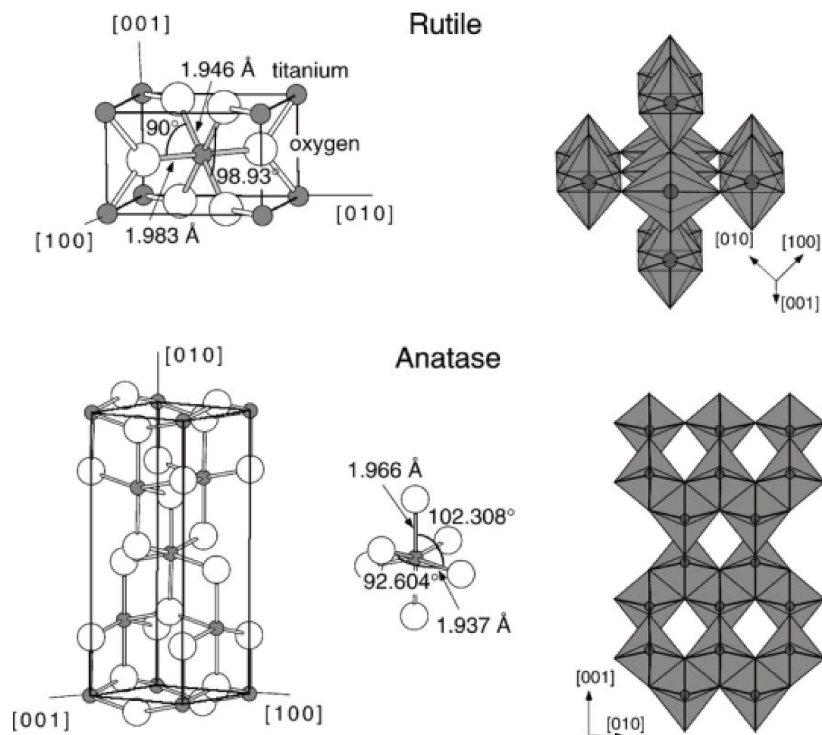 Rutile
[001]
1.946 Å
titanium
90°
oxygen
98.93°
[010]
[100]
1.983 Å
[010]
[100]
[001]
Anatase
[010]
1.966 Å
102.308°
92.604°
1.937 Å
[001]
[100]
[001]
[010]